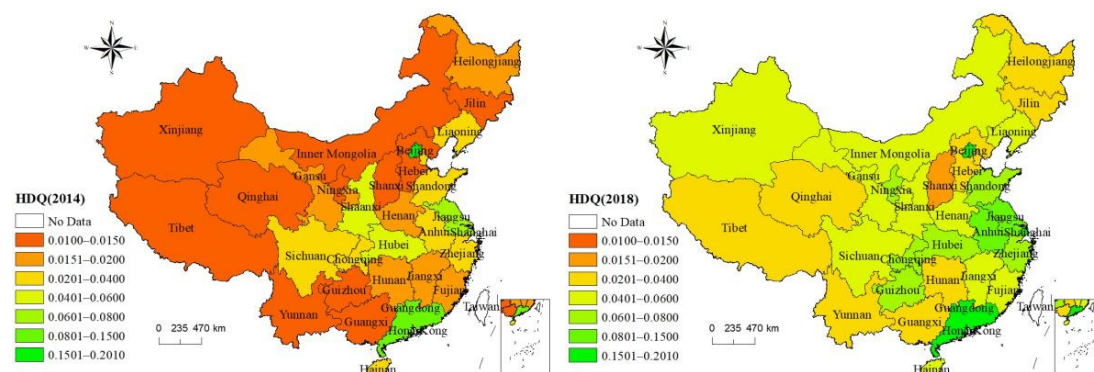 N
W E
S
Heilongjiang
Jilin
Liaoning
Xinjiang
Inner Mongolia
Beijing
Gansu
Hebei
Ningxia
Shanxi
Shandong
Qinghai
Shaanxi
Henan
Jiangsu
Tibet
Anhui
Shanghai
Hubei
Sichuan
Chongqing
Zhejiang
Hunan
Jiangxi
Guizhou
Fujian
Yunnan
Guangxi
Guangdong
Taiwan
Hong Kong
Hainan
HDQ(2014)
No Data
0.0100–0.0150
0.0151–0.0200
0.0201–0.0400
0.0401–0.0600
0.0601–0.0800
0.0801–0.1500
0.1501–0.2010
0 235 470 km
N
W E
S
Heilongjiang
Jilin
Liaoning
Xinjiang
Inner Mongolia
Beijing
Gansu
Hebei
Ningxia
Shanxi
Shandong
Qinghai
Shaanxi
Henan
Jiangsu
Tibet
Anhui
Shanghai
Hubei
Sichuan
Chongqing
Zhejiang
Hunan
Jiangxi
Guizhou
Fujian
Yunnan
Guangxi
Guangdong
Taiwan
Hong Kong
Hainan
HDQ(2018)
No Data
0.0100–0.0150
0.0151–0.0200
0.0201–0.0400
0.0401–0.0600
0.0601–0.0800
0.0801–0.1500
0.1501–0.2010
0 235 470 km